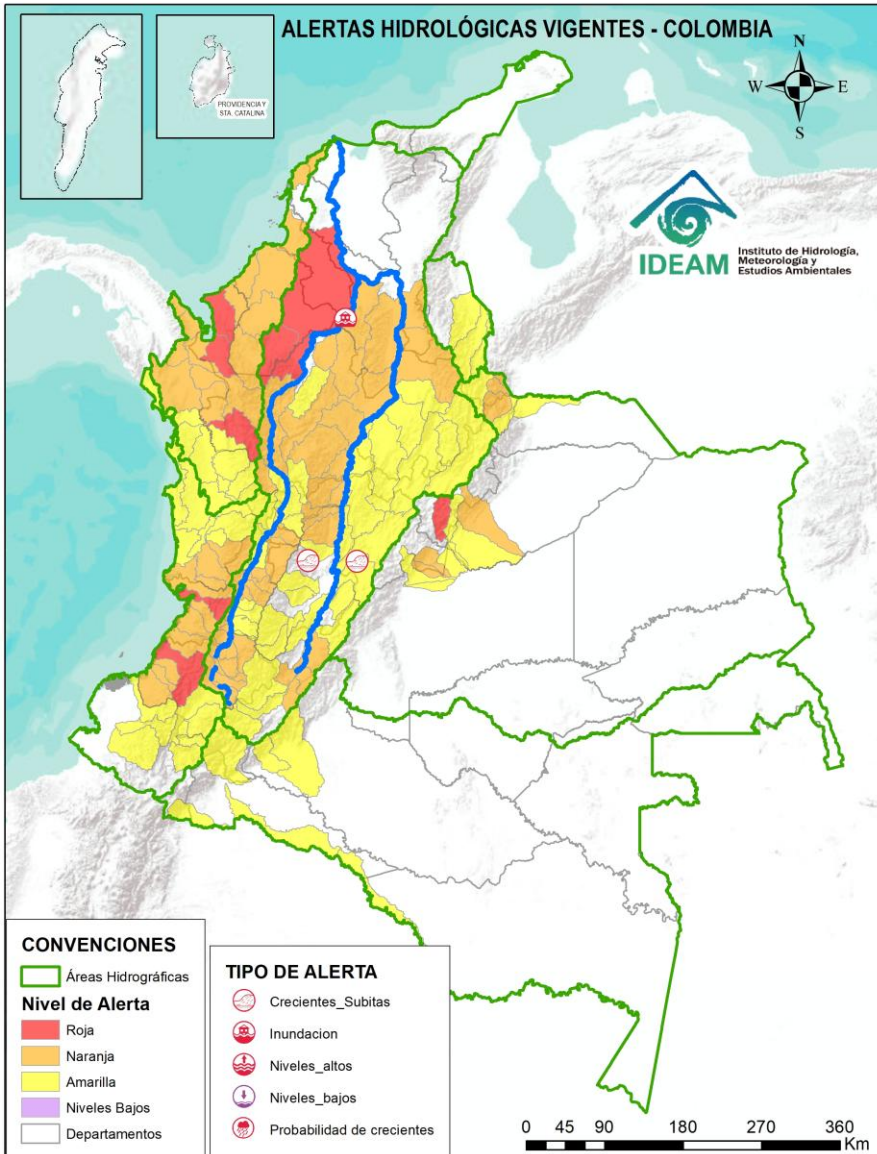 ALERTAS HIDROLÓGICAS VIGENTES - COLOMBIA
PROVIDENCIA Y
STA. CATALINA
N
W
E
S
IDEAM
Instituto de Hidrología,
Meteorología y
Estudios Ambientales
CONVENCIONES
Áreas Hidrográficas
Nivel de Alerta
Roja
Naranja
Amarilla
Niveles Bajos
Departamentos
TIPO DE ALERTA
Crecientes_Subitas
Inundacion
Niveles_altos
Niveles_bajos
Probabilidad de crecientes
0 45 90 180 270 360
Km